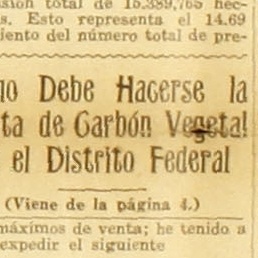 sión total de 15.389,765 hec-
s. Esto representa el 14.69
iento del número total de pre-
no Debe Hacerse la
ta de Carbón Vegetal
el Distrito Federal
(Viene de la página 4.)
máximos de venta; he tenido a
expedir el siguiente